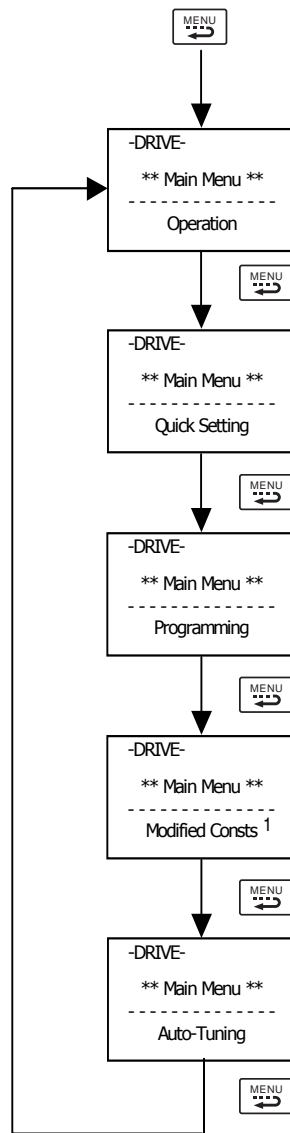 MENU
-DRIVE-
** Main Menu **
- - - - - - - - - - - - - -
Operation
MENU
-DRIVE-
** Main Menu **
- - - - - - - - - - - - - -
Quick Setting
MENU
-DRIVE-
** Main Menu **
- - - - - - - - - - - - - -
Programming
MENU
-DRIVE-
** Main Menu **
- - - - - - - - - - - - - -
Modified Consts 1
MENU
-DRIVE-
** Main Menu **
- - - - - - - - - - - - - -
Auto-Tuning
MENU